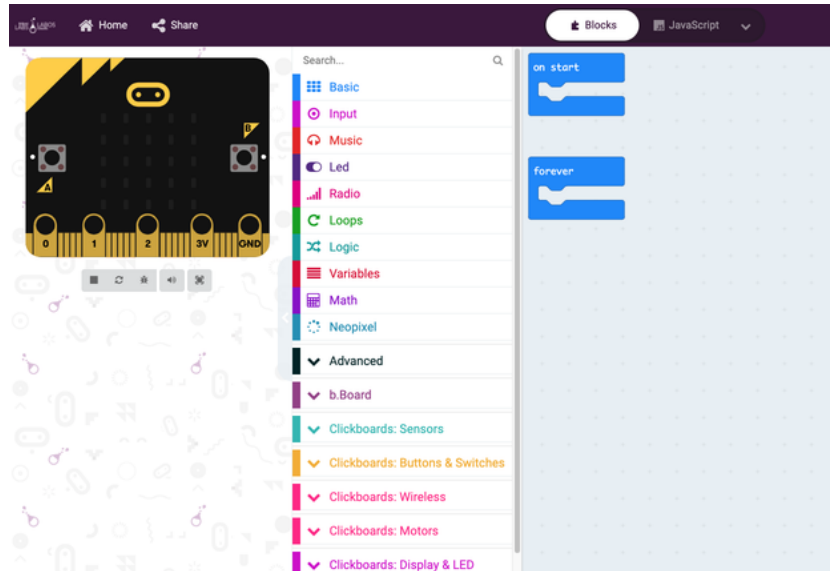 Home
Share
Blocks
JavaScript
Search...
Basic
Input
Music
Led
Radio
Loops
Logic
Variables
Math
Neopixel
Advanced
b.Board
Clickboards: Sensors
Clickboards: Buttons & Switches
Clickboards: Wireless
Clickboards: Motors
Clickboards: Display & LED
on start
forever
B
A
0
1
2
3V
GND